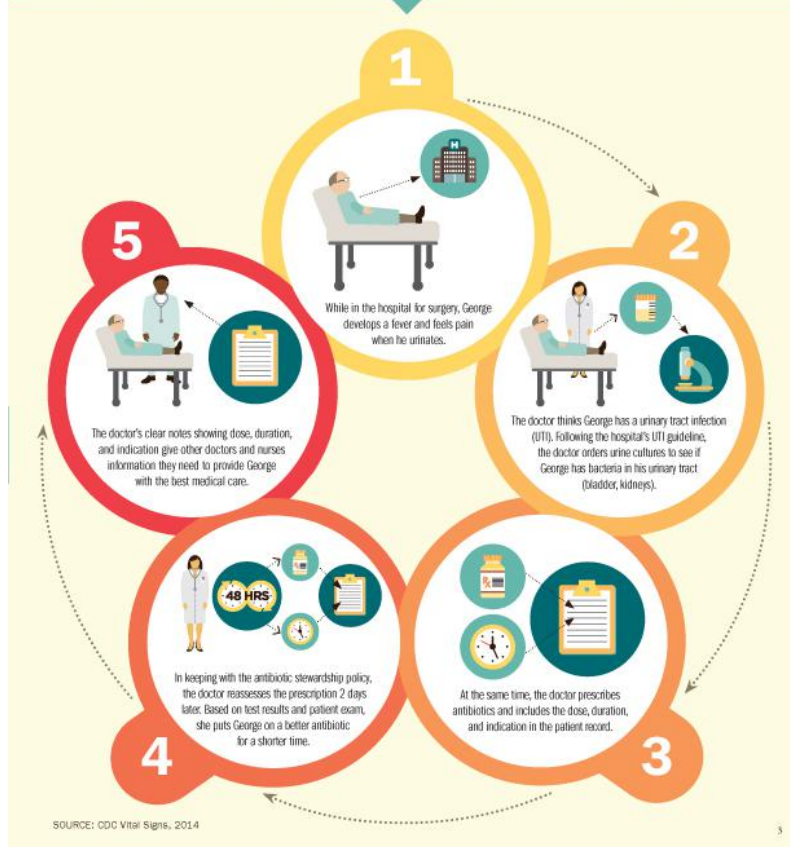 1
H
While in the hospital for surgery, George
develops a fever and feels pain
when he urinates.
2
The doctor thinks George has a urinary tract infection
(UTI). Following the hospital's UTI guideline,
the doctor orders urine cultures to see if
George has bacteria in his urinary tract
(bladder, kidneys).
3
Rx
At the same time, the doctor prescribes
antibiotics and includes the dose, duration,
and indication in the patient record.
4
48 HRS
In keeping with the antibiotic stewardship policy,
the doctor reassesses the prescription 2 days
later. Based on test results and patient exam,
she puts George on a better antibiotic
for a shorter time.
5
The doctor's clear notes showing dose, duration,
and indication give other doctors and nurses
information they need to provide George
with the best medical care.
SOURCE: CDC Vital Signs, 2014
3